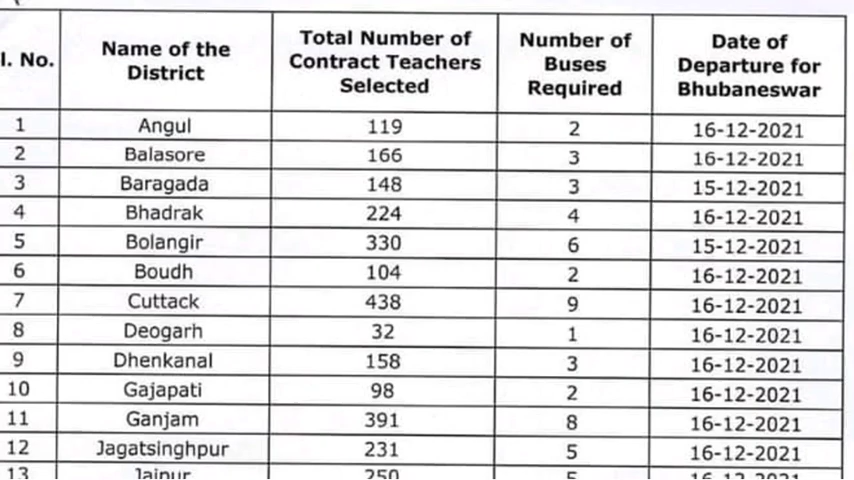 l. No. Name of the District Total Number of Contract Teachers Selected Number of Buses Required Date of Departure for Bhubaneswar
1 Angul 119 2 16-12-2021
2 Balasore 166 3 16-12-2021
3 Baragada 148 3 15-12-2021
4 Bhadrak 224 4 16-12-2021
5 Bolangir 330 6 15-12-2021
6 Boudh 104 2 16-12-2021
7 Cuttack 438 9 16-12-2021
8 Deogarh 32 1 16-12-2021
9 Dhenkanal 158 3 16-12-2021
10 Gajapati 98 2 16-12-2021
11 Ganjam 391 8 16-12-2021
12 Jagatsinghpur 231 5 16-12-2021
13 Jajpur 250 5 16-12-2021